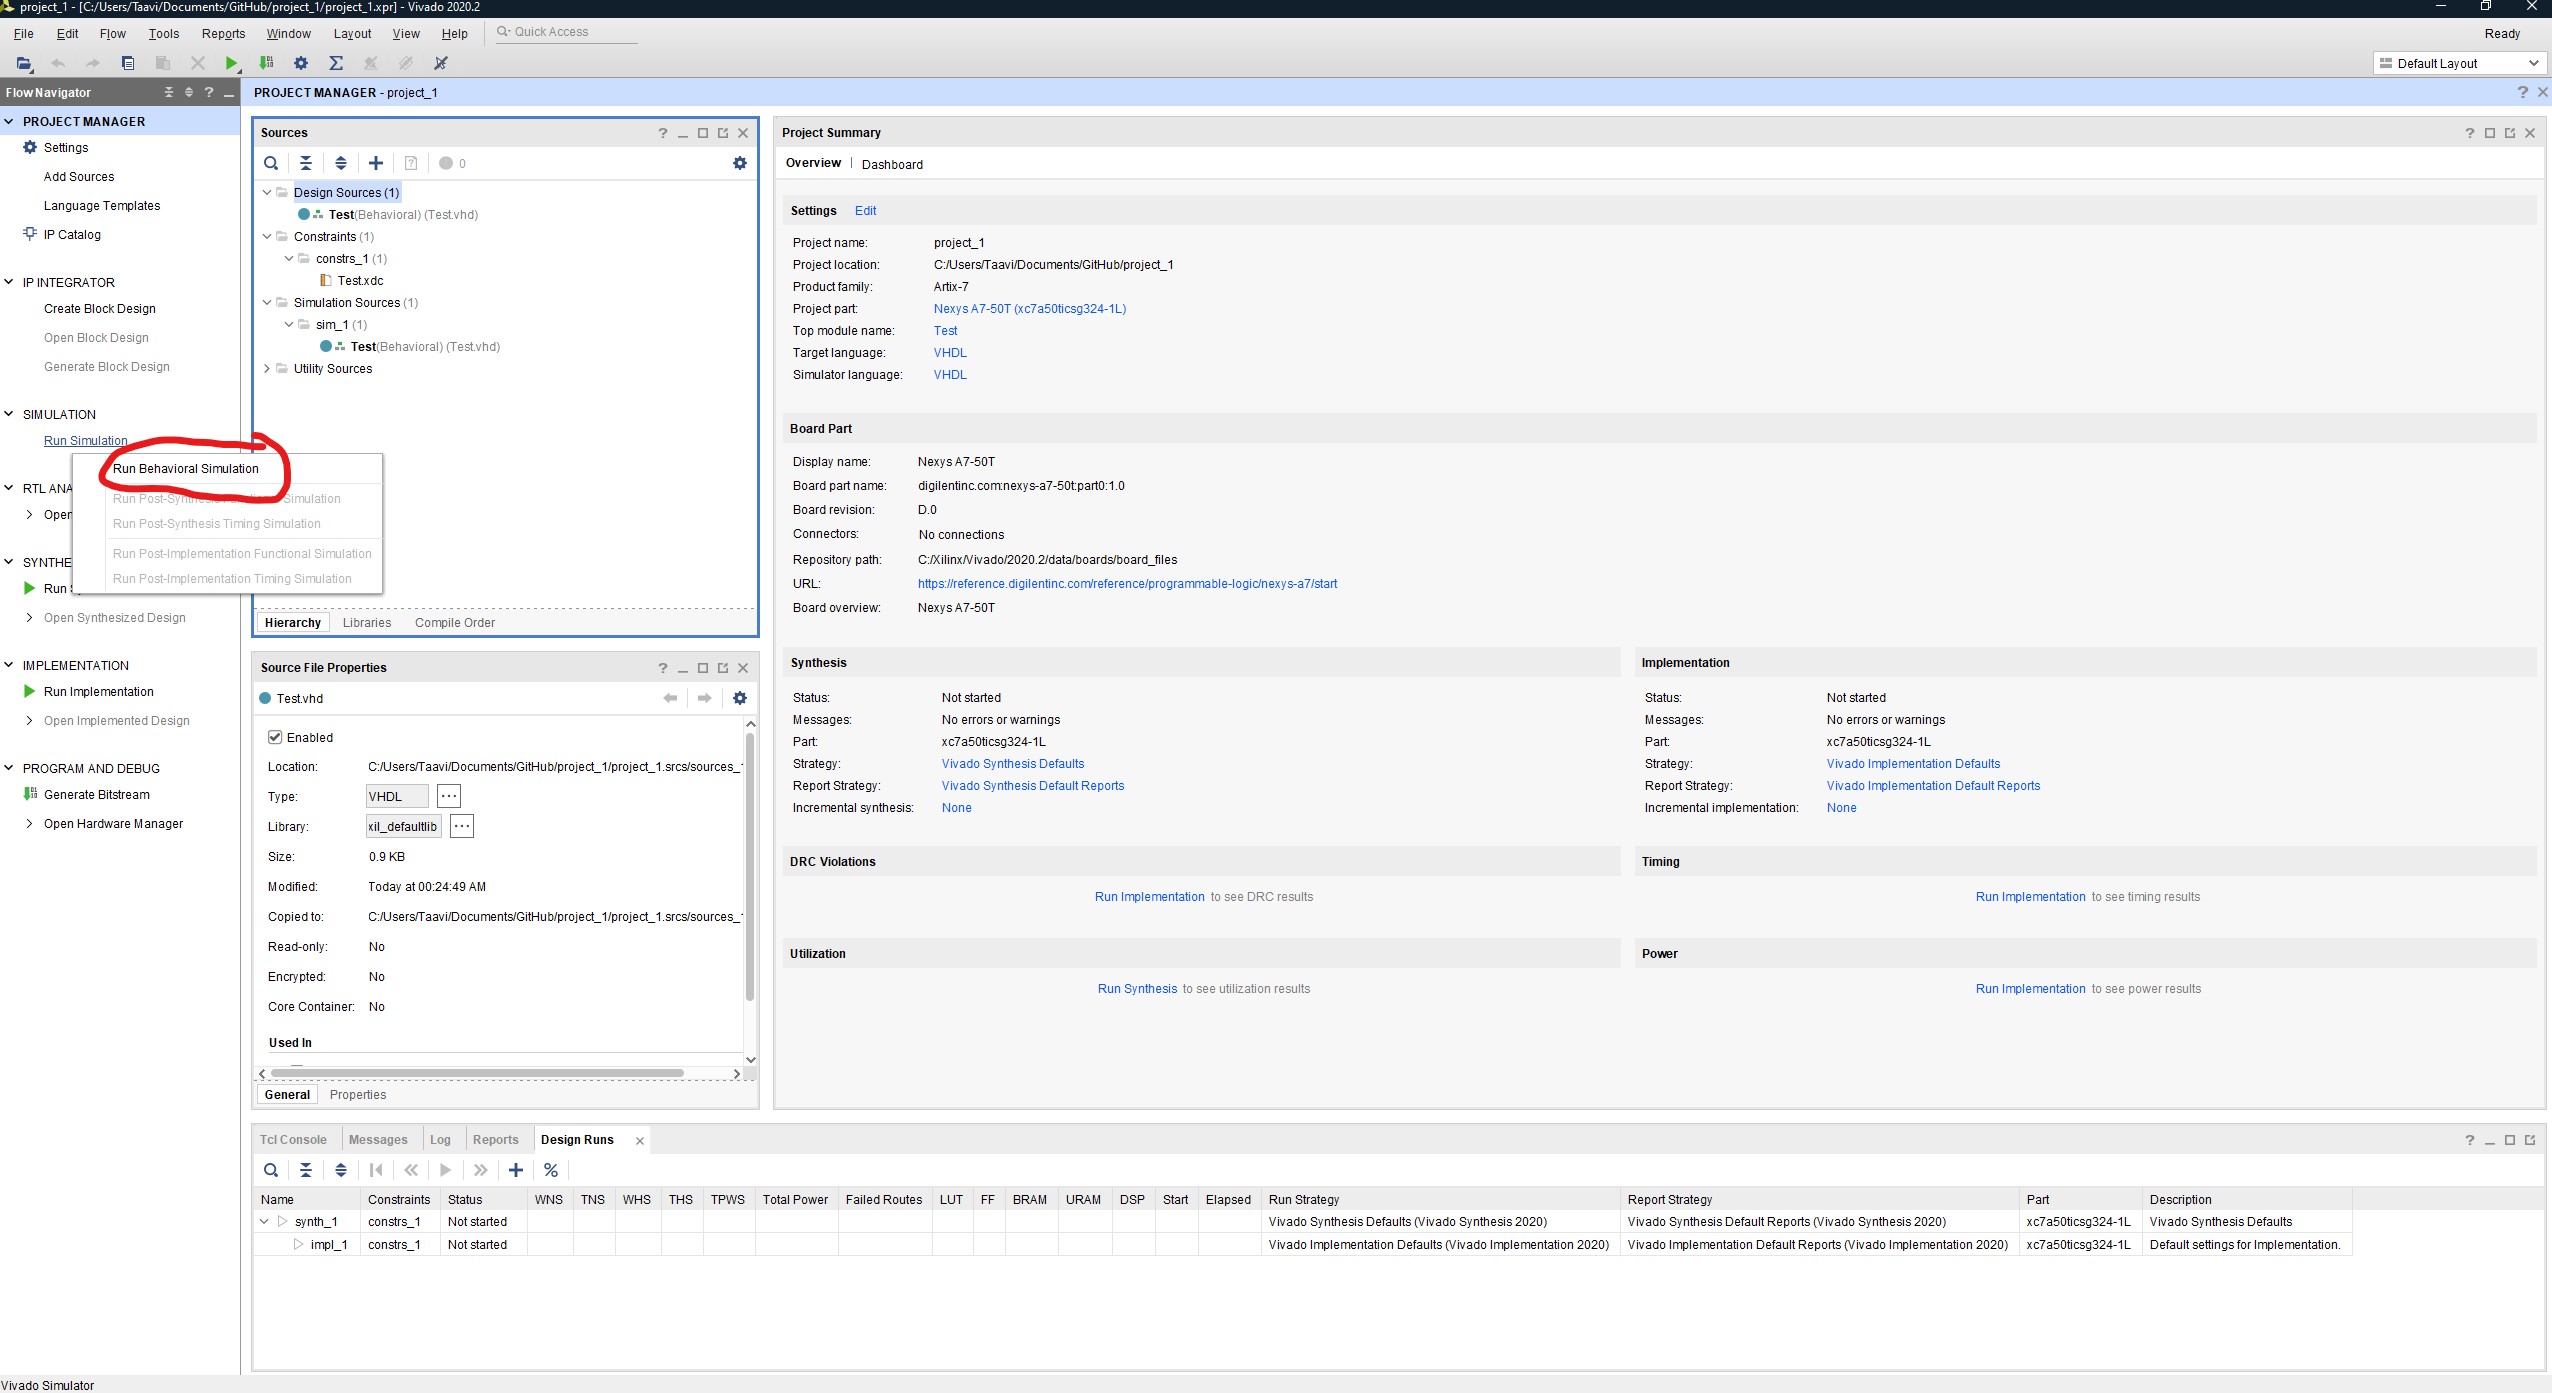 project_1 - [C:/Users/Taavi/Documents/GitHub/project_1/project_1.xpr] - Vivado 2020.2
File Edit Flow Tools Reports Window Layout View Help Quick Access
Ready
Default Layout
Flow Navigator
PROJECT MANAGER - project_1
PROJECT MANAGER
Settings
Add Sources
Language Templates
IP Catalog
IP INTEGRATOR
Create Block Design
Open Block Design
Generate Block Design
SIMULATION
Run Simulation
Run Behavioral Simulation
Run Post-Synthesis Simulation
Run Post-Synthesis Timing Simulation
Run Post-Implementation Functional Simulation
Run Post-Implementation Timing Simulation
RTL ANA
Open
SYNTHE
Run
Open Synthesized Design
IMPLEMENTATION
Run Implementation
Open Implemented Design
PROGRAM AND DEBUG
Generate Bitstream
Open Hardware Manager
Sources
0
Design Sources (1)
Test(Behavioral) (Test.vhd)
Constraints (1)
constrs_1 (1)
Test.xdc
Simulation Sources (1)
sim_1 (1)
Test(Behavioral) (Test.vhd)
Utility Sources
Hierarchy Libraries Compile Order
Source File Properties
Test.vhd
Enabled
Location: C:/Users/Taavi/Documents/GitHub/project_1/project_1.srcs/sources_1
Type: VHDL
Library: xil_defaultlib
Size: 0.9 KB
Modified: Today at 00:24:49 AM
Copied to: C:/Users/Taavi/Documents/GitHub/project_1/project_1.srcs/sources_1
Read-only: No
Encrypted: No
Core Container: No
Used In
General Properties
Project Summary
Overview | Dashboard
Settings Edit
Project name: project_1
Project location: C:/Users/Taavi/Documents/GitHub/project_1
Product family: Artix-7
Project part: Nexys A7-50T (xc7a50ticsg324-1L)
Top module name: Test
Target language: VHDL
Simulator language: VHDL
Board Part
Display name: Nexys A7-50T
Board part name: digilentinc.com:nexys-a7-50t:part0:1.0
Board revision: D.0
Connectors: No connections
Repository path: C:/Xilinx/Vivado/2020.2/data/boards/board_files
URL: https://reference.digilentinc.com/reference/programmable-logic/nexys-a7/start
Board overview: Nexys A7-50T
Synthesis
Status: Not started
Messages: No errors or warnings
Part: xc7a50ticsg324-1L
Strategy: Vivado Synthesis Defaults
Report Strategy: Vivado Synthesis Default Reports
Incremental synthesis: None
Implementation
Status: Not started
Messages: No errors or warnings
Part: xc7a50ticsg324-1L
Strategy: Vivado Implementation Defaults
Report Strategy: Vivado Implementation Default Reports
Incremental implementation: None
DRC Violations
Run Implementation to see DRC results
Timing
Run Implementation to see timing results
Utilization
Run Synthesis to see utilization results
Power
Run Implementation to see power results
Tcl Console Messages Log Reports Design Runs
Name Constraints Status WNS TNS WHS THS TPWS Total Power Failed Routes LUT FF BRAM URAM DSP Start Elapsed Run Strategy Report Strategy Part Description
synth_1 constrs_1 Not started Vivado Synthesis Defaults (Vivado Synthesis 2020) Vivado Synthesis Default Reports (Vivado Synthesis 2020) xc7a50ticsg324-1L Vivado Synthesis Defaults
impl_1 constrs_1 Not started Vivado Implementation Defaults (Vivado Implementation 2020) Vivado Implementation Default Reports (Vivado Implementation 2020) xc7a50ticsg324-1L Default settings for Implementation.
Vivado Simulator